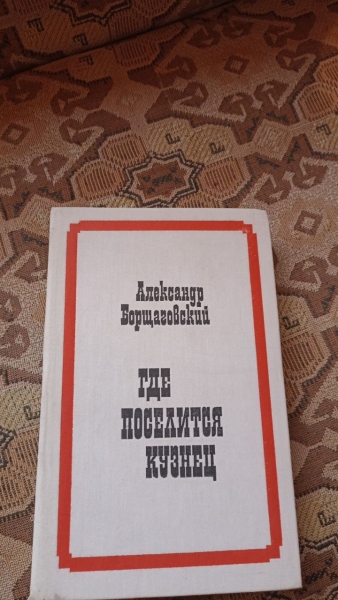 Александр
Борщаговский
ГДЕ
ПОСЕЛИТСЯ
КУЗНЕЦ